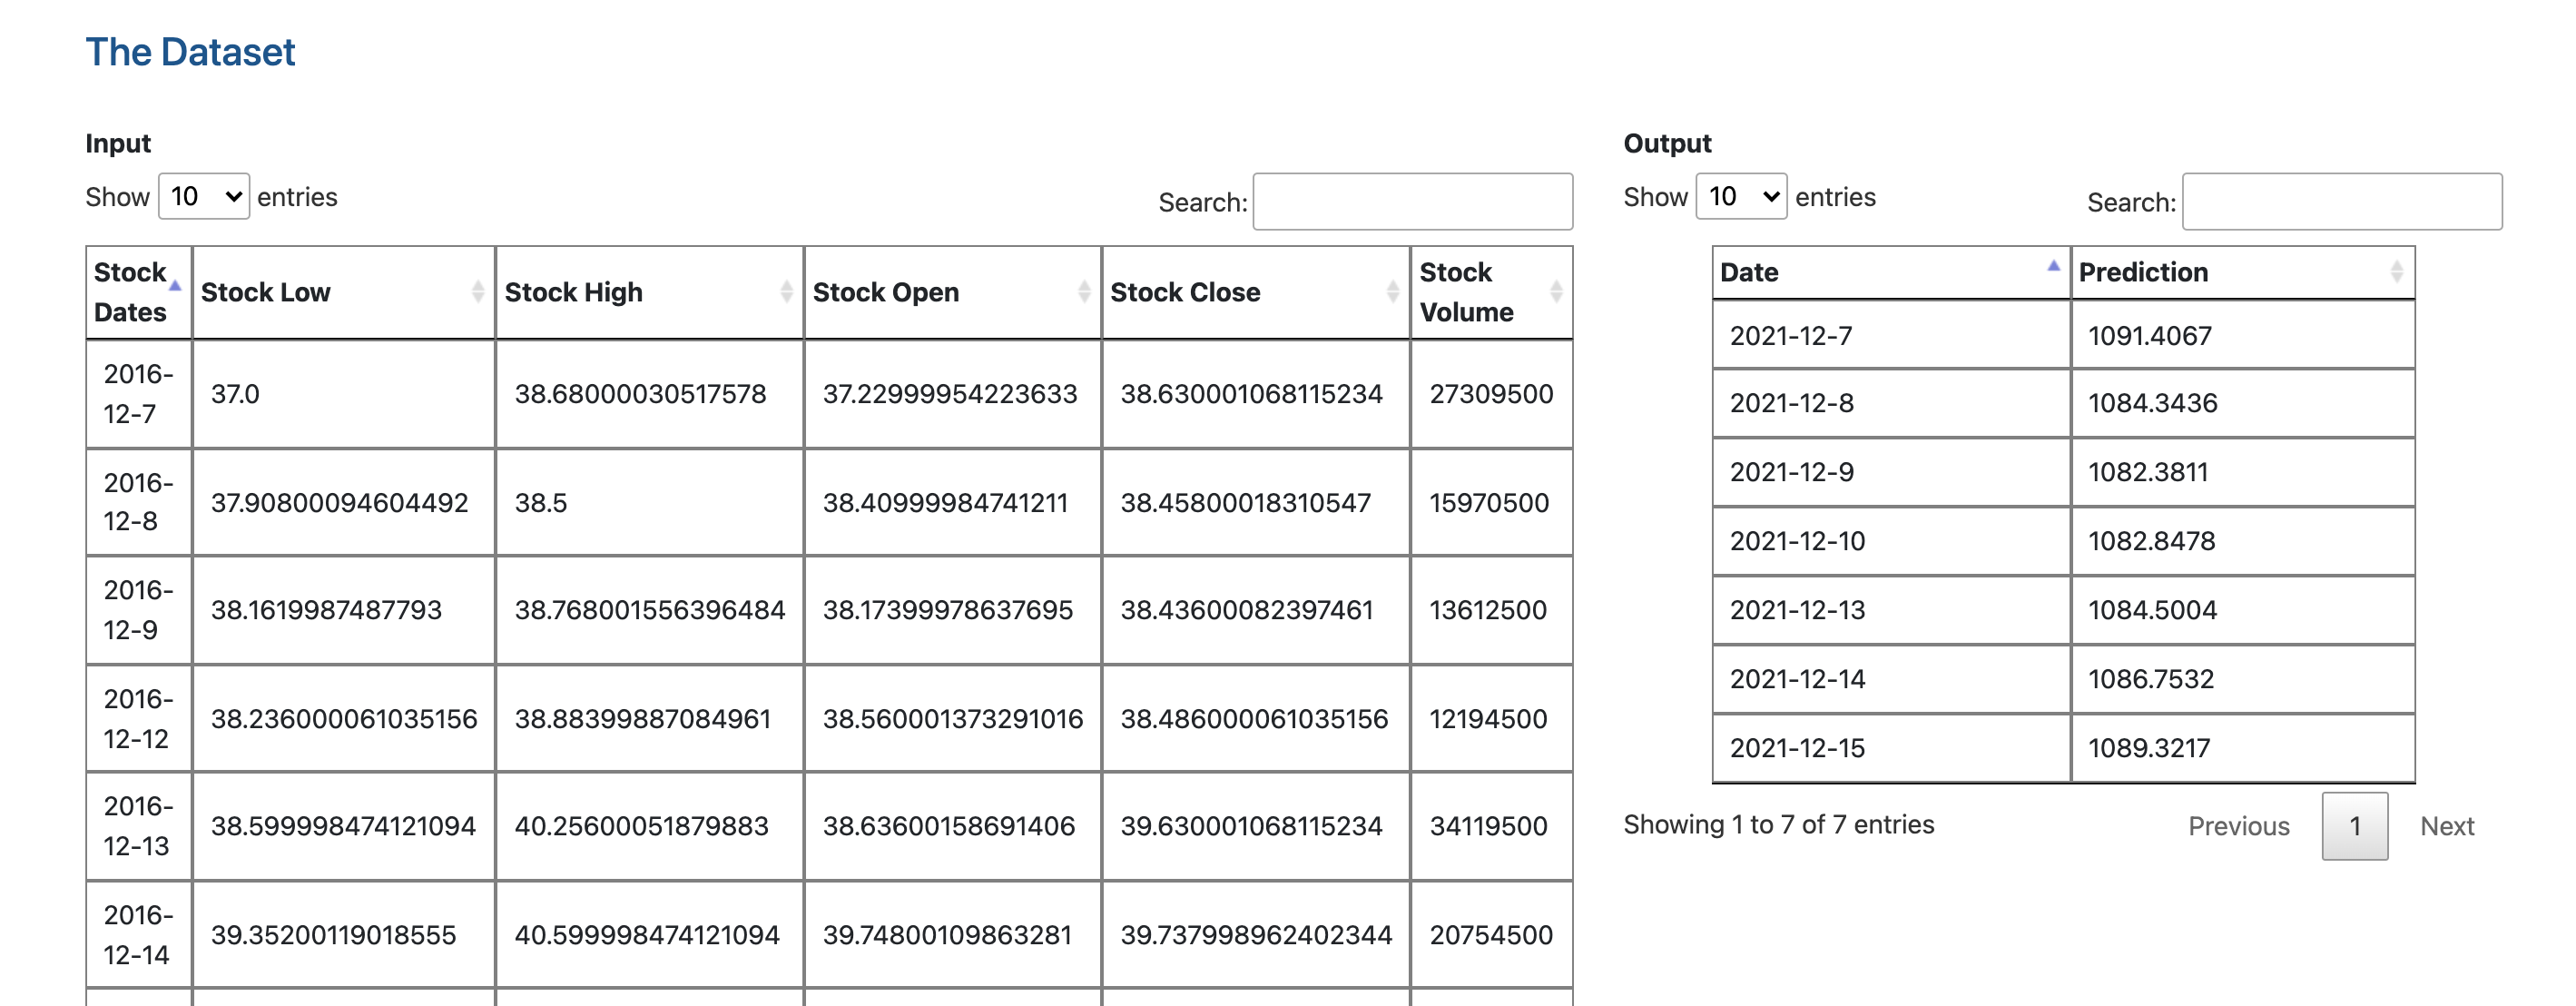 The Dataset
Input
Show 10 entries
Search:
Stock Dates Stock Low Stock High Stock Open Stock Close Stock Volume
2016-12-7 37.0 38.68000030517578 37.22999954223633 38.630001068115234 27309500
2016-12-8 37.90800094604492 38.5 38.40999984741211 38.45800018310547 15970500
2016-12-9 38.1619987487793 38.768001556396484 38.17399978637695 38.43600082397461 13612500
2016-12-12 38.236000061035156 38.88399887084961 38.560001373291016 38.486000061035156 12194500
2016-12-13 38.599998474121094 40.25600051879883 38.63600158691406 39.630001068115234 34119500
2016-12-14 39.35200119018555 40.599998474121094 39.74800109863281 39.737998962402344 20754500
Output
Show 10 entries
Search:
Date Prediction
2021-12-7 1091.4067
2021-12-8 1084.3436
2021-12-9 1082.3811
2021-12-10 1082.8478
2021-12-13 1084.5004
2021-12-14 1086.7532
2021-12-15 1089.3217
Showing 1 to 7 of 7 entries
Previous 1 Next